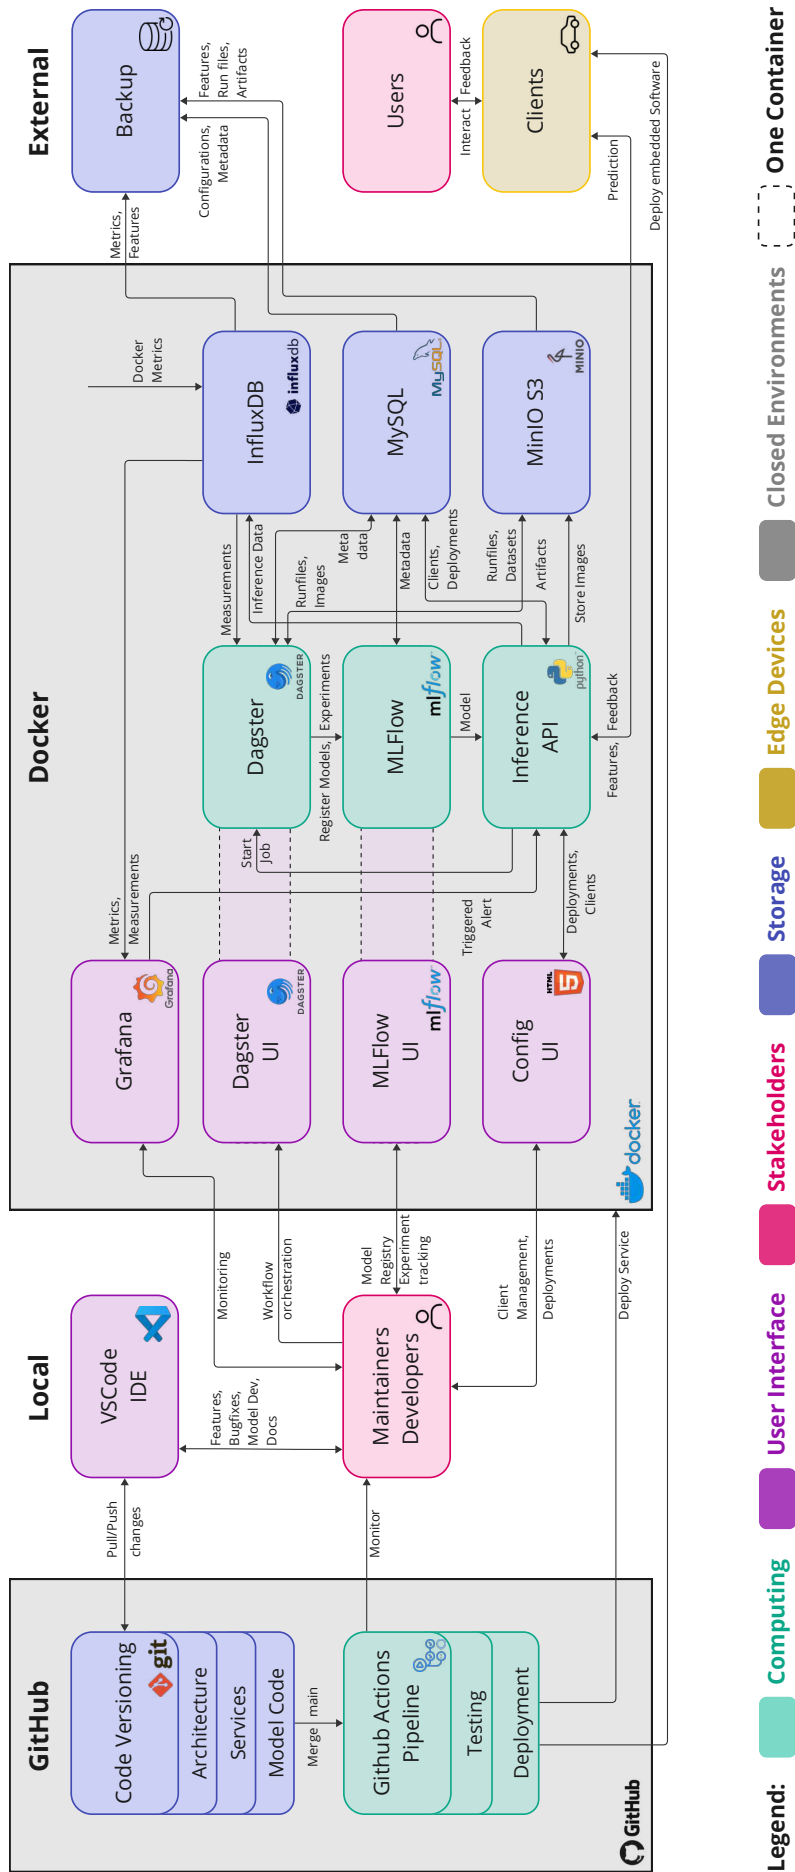 GitHub
Code Versioning
git
Architecture
Services
Model Code
Merge main
Github Actions
Pipeline
Testing
Deployment
GitHub
Local
Pull/Push
changes
VSCode
IDE
Features,
Bugfixes,
Model Dev,
Docs
Monitor
Maintainers
Developers
Monitoring
Workflow
orchestration
Model
Registry
Experiment
tracking
Client
Management,
Deployments
Deploy Service
Docker
Grafana
Grafana
Dagster
UI
DAGSTER
MLFlow
UI
mlflow
Config
UI
HTML
5
docker
Metrics,
Measurements
Start
Job
Triggered
Alert
Deployments,
Clients
Dagster
DAGSTER
Register Models, Experiments
MLFlow
mlflow
Model
Inference
API
python
Features, Feedback
Measurements
Inference Data
Runfiles,
Images
Meta
data
Metadata
Clients,
Deployments
Runfiles,
Datasets
Artifacts
Store Images
Docker
Metrics
InfluxDB
influxdb
MySQL
MySQL
MinIO S3
MINIO
External
Metrics,
Features
Backup
Configurations,
Metadata
Features,
Run files,
Artifacts
Users
Interact Feedback
Clients
Prediction
Deploy embedded Software
Legend:
Computing
User Interface
Stakeholders
Storage
Edge Devices
Closed Environments
One Container